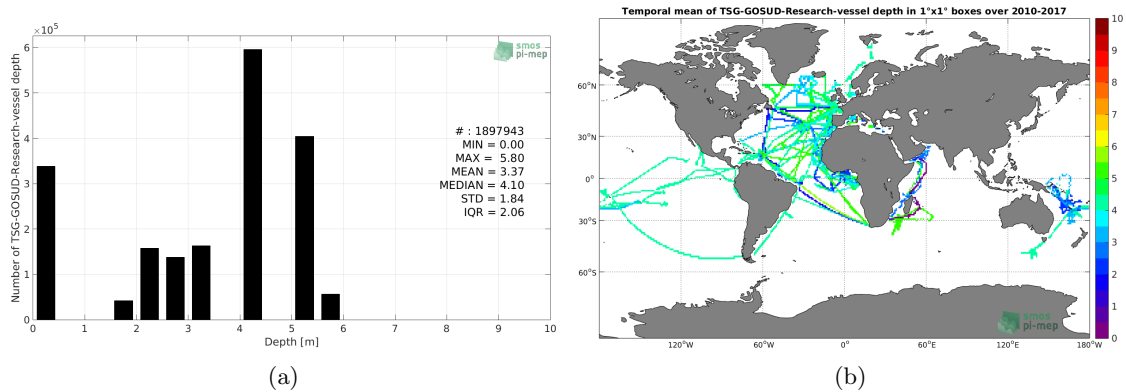 ×10⁵
Number of TSG-GOSUD-Research-vessel depth
6
5
4
3
2
1
0
0 1 2 3 4 5 6 7 8 9 10
Depth [m]
smos
pi-mep
# : 1897943
MIN = 0.00
MAX = 5.80
MEAN = 3.37
MEDIAN = 4.10
STD = 1.84
IQR = 2.06
(a)
Temporal mean of TSG-GOSUD-Research-vessel depth in 1°x1° boxes over 2010-2017
60°N
30°N
15°N
0°
15°S
30°S
60°S
120°W 60°W 0° 60°E 120°E 180°W
smos
pi-mep
10
9
8
7
6
5
4
3
2
1
0
(b)